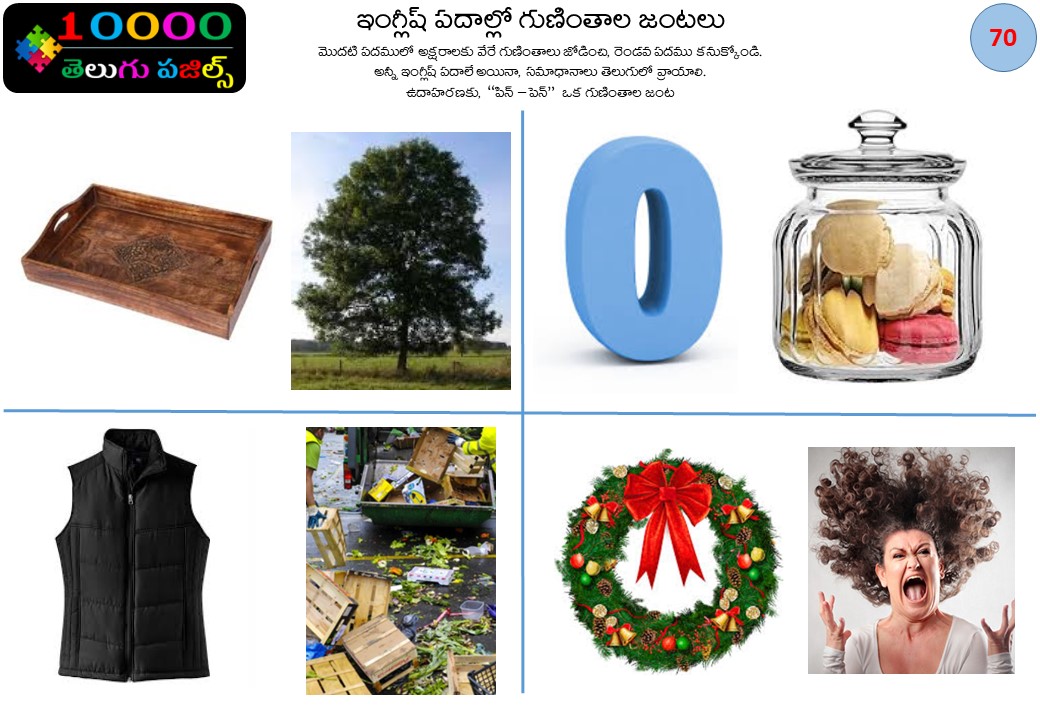 10000
తెలుగు పజిల్స్
ఇంగ్లీష్ పదాల్లో గుణింతాల జంటలు
మొదటి పదములో అక్షరాలకు వేరే గుణింతాలు జోడించి, రెండవ పదము కనుక్కోండి.
అన్నీ ఇంగ్లీష్ పదాలే అయినా, సమాధానాలు తెలుగులో వ్రాయాలి.
ఉదాహరణకు, “పిన్ – పెన్” ఒక గుణింతాల జంట
70
0